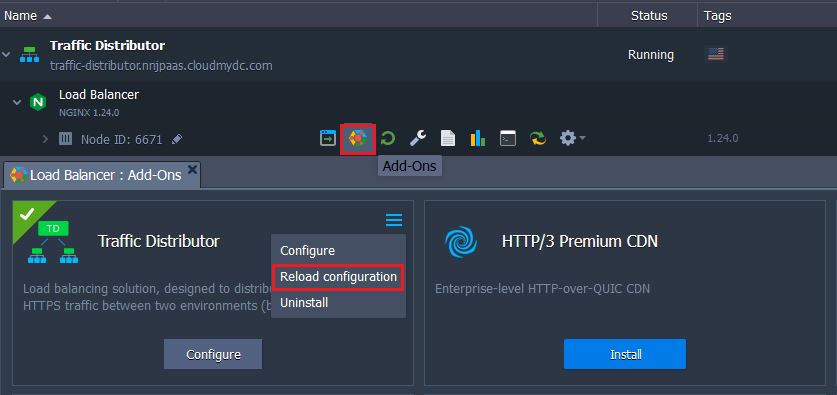 Name Status Tags
Traffic Distributor
traffic-distributor.nnjpaas.cloudmydc.com Running
Load Balancer
NGINX 1.24.0
Node ID: 6671 1.24.0
Add-Ons
Load Balancer : Add-Ons
TD
Traffic Distributor
Configure
Reload configuration
Uninstall
Load balancing solution, designed to distrib
HTTPS traffic between two environments (b
Configure
HTTP/3 Premium CDN
Enterprise-level HTTP-over-QUIC CDN
Install